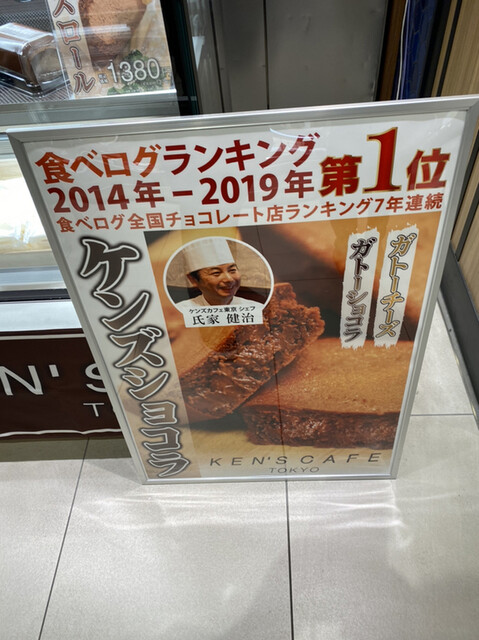 スロール
¥1380
食べログランキング
2014年-2019年 第1位
食べログ全国チョコレート店ランキング7年連続
ケンズショコラ
ケンズカフェ東京 シェフ
氏家 健治
ガトーチーズ
ガトーショコラ
KEN'S CAFE
TOKYO
EN'S
T